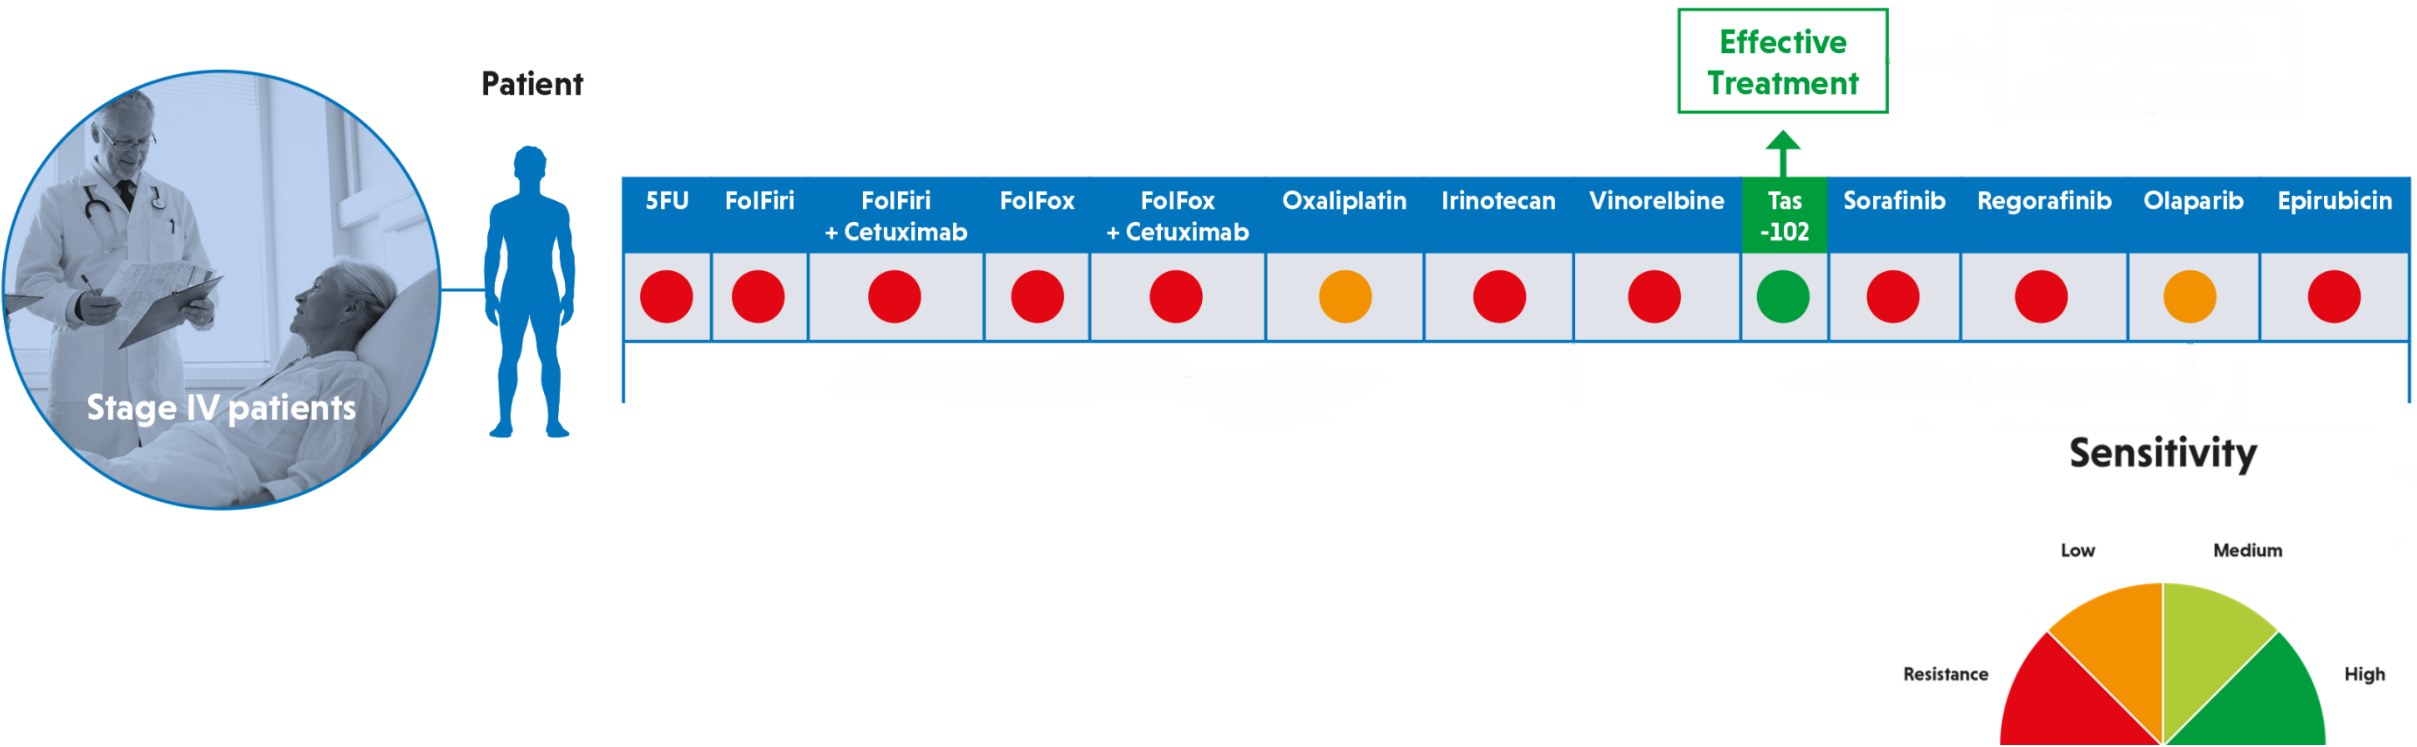 Effective
Treatment
Patient
5FU
FolFiri
FolFiri
+ Cetuximab
FolFox
FolFox
+ Cetuximab
Oxaliplatin
Irinotecan
Vinorelbine
Tas
-102
Sorafinib
Regorafinib
Olaparib
Epirubicin
Stage IV patients
Sensitivity
Low
Medium
Resistance
High